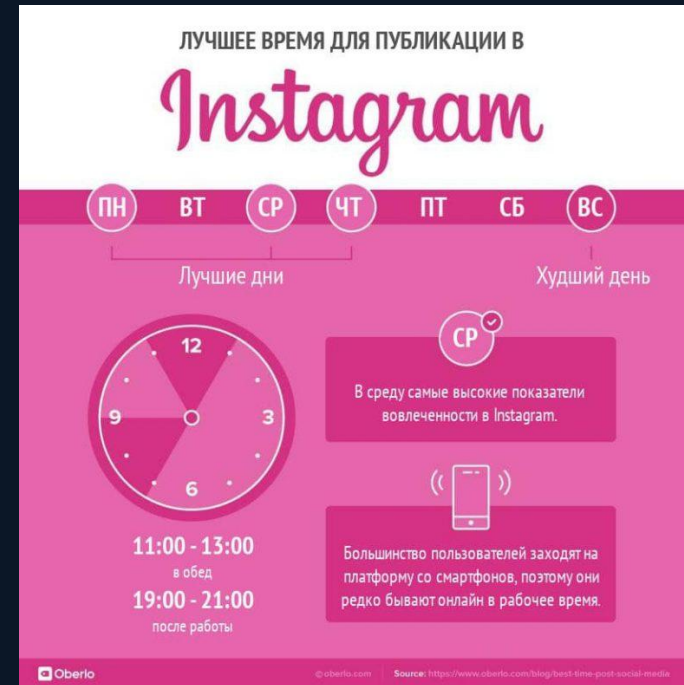 ЛУЧШЕЕ ВРЕМЯ ДЛЯ ПУБЛИКАЦИИ В
Instagram
ПН ВТ СР ЧТ ПТ СБ ВС
Лучшие дни
Худший день
12
9 3
6
11:00 - 13:00
в обед
19:00 - 21:00
после работы
СР
В среду самые высокие показатели
вовлеченности в Instagram.
Большинство пользователей заходят на
платформу со смартфонов, поэтому они
редко бывают онлайн в рабочее время.
Oberlo
© oberlo.com
Source: https://www.oberlo.com/blog/best-time-post-social-media